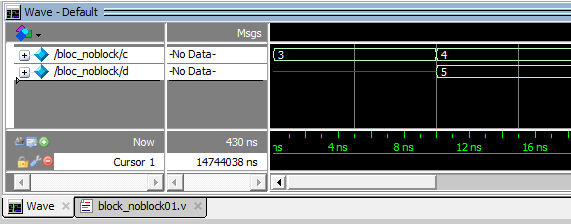 Wave - Default
Msgs
/bloc_noblock/c
-No Data-
3
4
/bloc_noblock/d
-No Data-
5
Now
430 ns
ns
4 ns
8 ns
12 ns
16 ns
Cursor 1
14744038 ns
Wave
block_noblock01.v